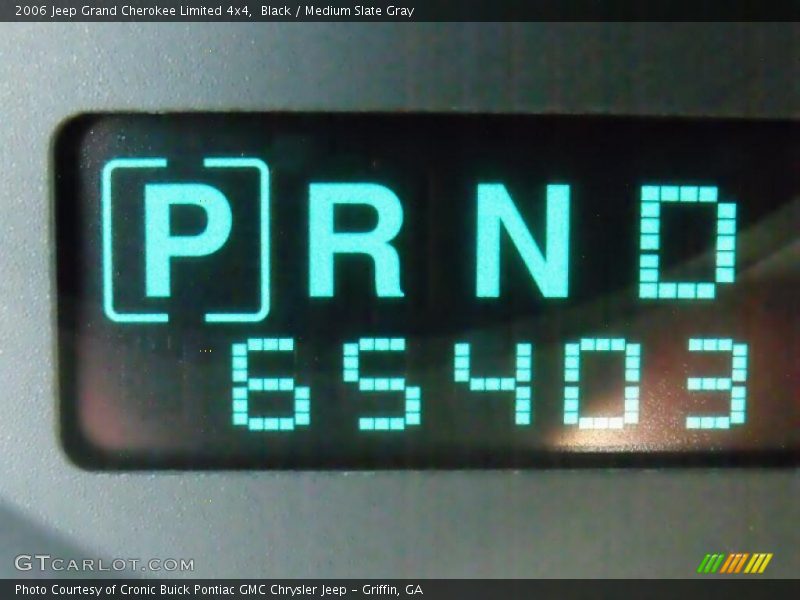 2006 Jeep Grand Cherokee Limited 4x4,  Black / Medium Slate Gray
[P] R N D
65403
GTCARLOT.COM
Photo Courtesy of Cronic Buick Pontiac GMC Chrysler Jeep - Griffin, GA